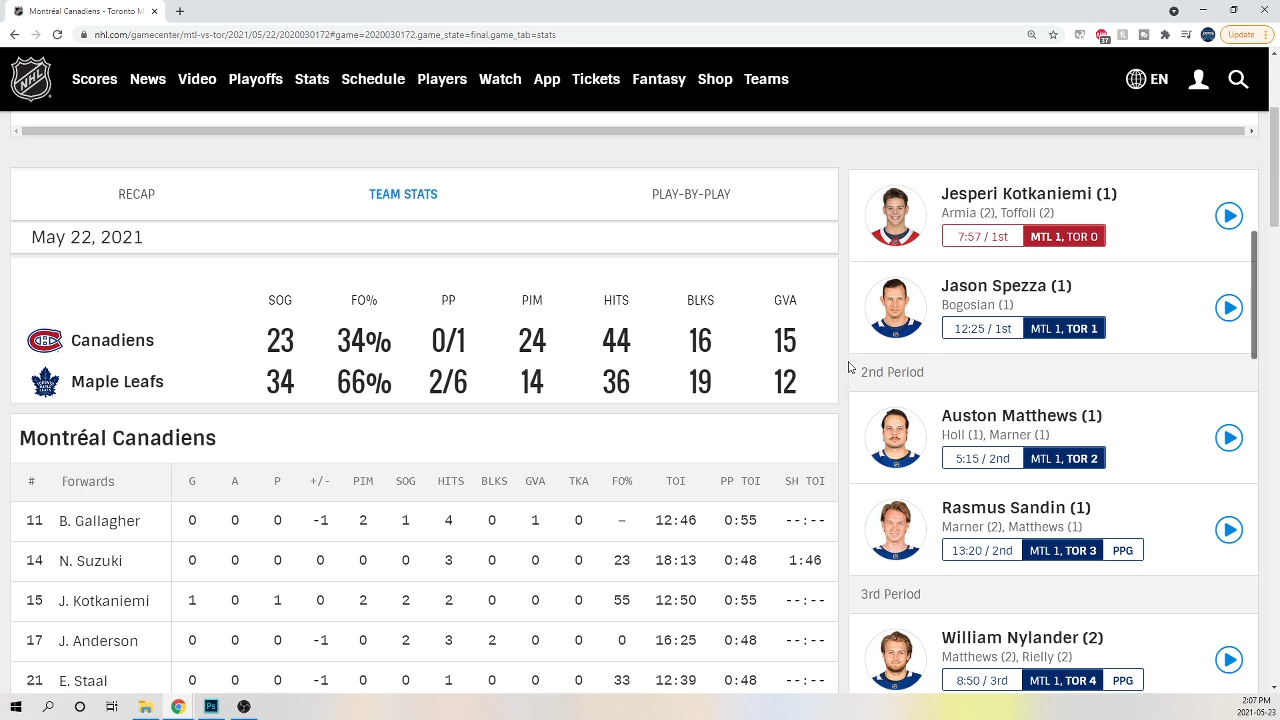 Montréal Canadiens - Toronto M
nhl.com/gamecenter/mtl-vs-tor/2021/05/22/2020030172#game=2020030172,game_state=final,game_tab=stats
37
Update
NHL
Scores News Video Playoffs Stats Schedule Players Watch App Tickets Fantasy Shop Teams
EN
RECAP TEAM STATS PLAY-BY-PLAY
May 22, 2021
SOG FO% PP PIM HITS BLKS GVA
Canadiens 23 34% 0/1 24 44 16 15
Maple Leafs 34 66% 2/6 14 36 19 12
Montréal Canadiens
# Forwards G A P +/- PIM SOG HITS BLKS GVA TKA FO% TOI PP TOI SH TOI
11 B. Gallagher 0 0 0 -1 2 1 4 0 1 0 – 12:46 0:55 --:--
14 N. Suzuki 0 0 0 0 0 0 3 0 0 0 23 18:13 0:48 1:46
15 J. Kotkaniemi 1 0 1 0 2 2 2 0 0 0 55 12:50 0:55 --:--
17 J. Anderson 0 0 0 -1 0 2 3 2 0 0 0 16:25 0:48 --:--
21 E. Staal 0 0 0 -1 0 0 1 0 0 0 33 12:39 0:48 --:--
Jesperi Kotkaniemi (1)
Armia (2), Toffoli (2)
7:57 / 1st MTL 1, TOR 0
Jason Spezza (1)
Bogosian (1)
12:25 / 1st MTL 1, TOR 1
2nd Period
Auston Matthews (1)
Holl (1), Marner (1)
5:15 / 2nd MTL 1, TOR 2
Rasmus Sandin (1)
Marner (2), Matthews (1)
13:20 / 2nd MTL 1, TOR 3 PPG
3rd Period
William Nylander (2)
Matthews (2), Rielly (2)
8:50 / 3rd MTL 1, TOR 4 PPG
Ps
2:07 PM
2021-05-23